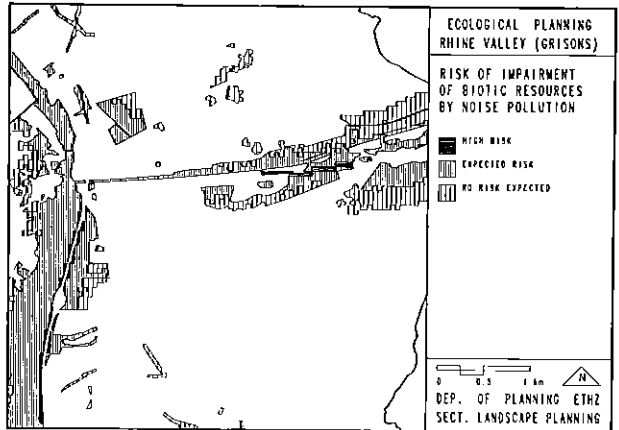 ECOLOGICAL PLANNING
RHINE VALLEY (GRISONS)
RISK OF IMPAIRMENT
OF BIOTIC RESOURCES
BY NOISE POLLUTION
HIGH RISK
EXPECTED RISK
NO RISK EXPECTED
0 0.5 1 km
N
DEP. OF PLANNING ETHZ
SECT. LANDSCAPE PLANNING